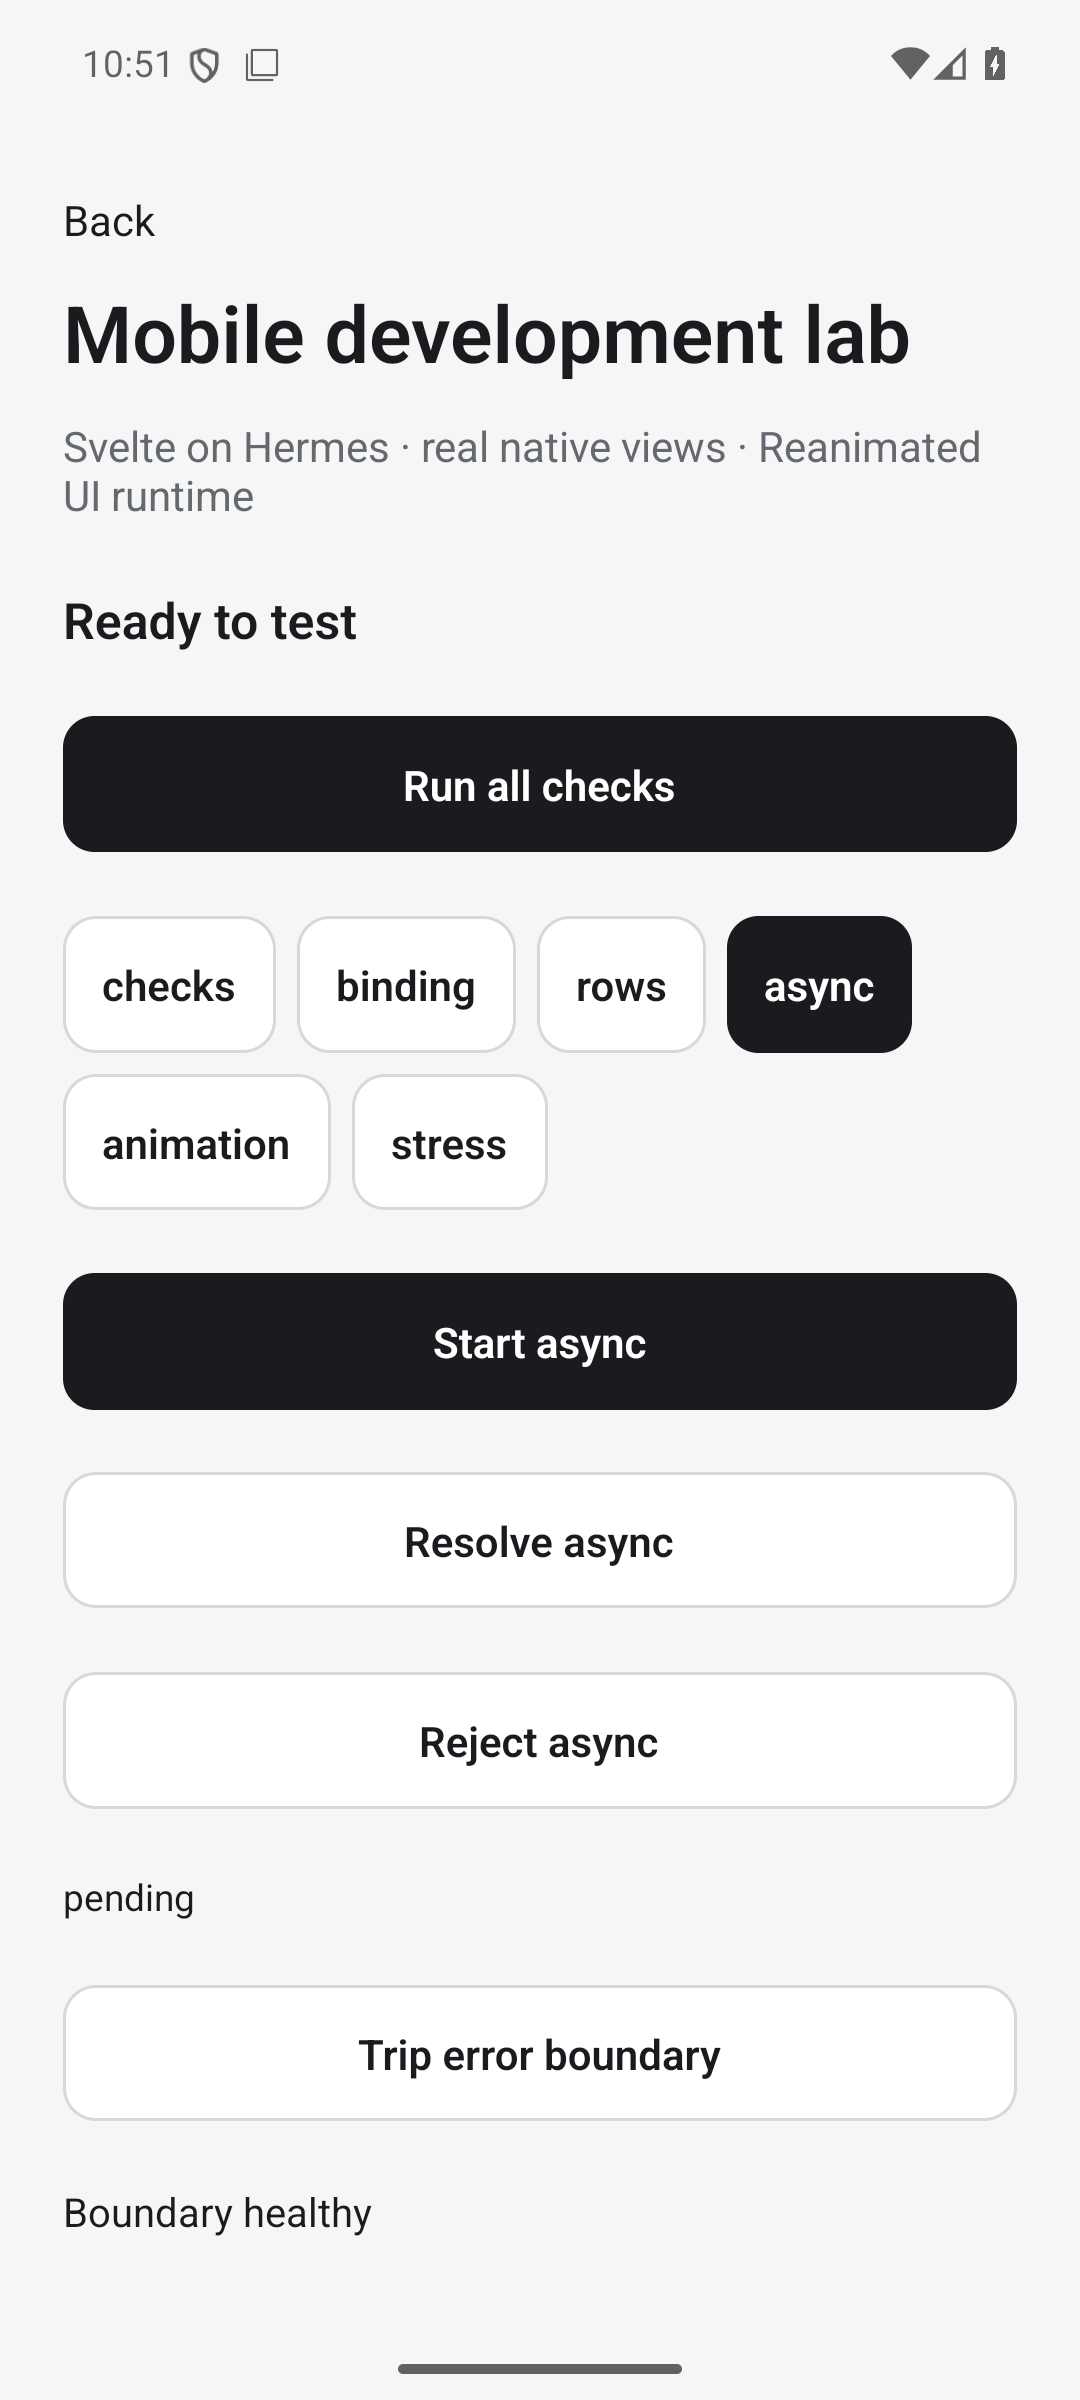 10:51
Back
Mobile development lab
Svelte on Hermes · real native views · Reanimated
UI runtime
Ready to test
Run all checks
checks
binding
rows
async
animation
stress
Start async
Resolve async
Reject async
pending
Trip error boundary
Boundary healthy